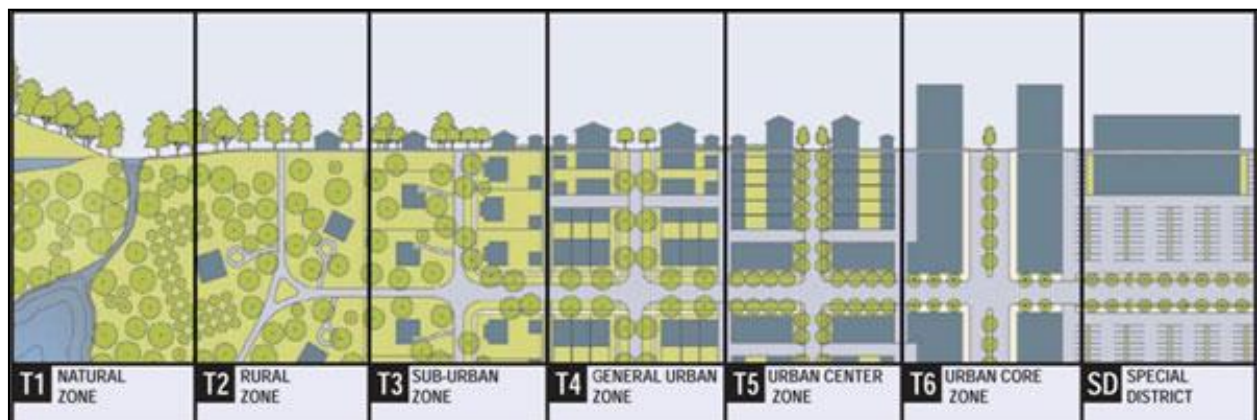 T1 NATURAL
ZONE
T2 RURAL
ZONE
T3 SUB-URBAN
ZONE
T4 GENERAL URBAN
ZONE
T5 URBAN CENTER
ZONE
T6 URBAN CORE
ZONE
SD SPECIAL
DISTRICT